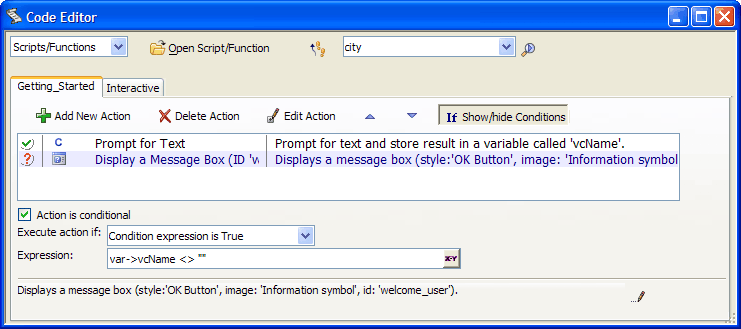 Code Editor
Scripts/Functions Open Script/Function city
Getting_Started Interactive
Add New Action Delete Action Edit Action If Show/hide Conditions
C Prompt for Text Prompt for text and store result in a variable called 'vcName'.
Display a Message Box (ID 'w Displays a message box (style:'OK Button', image: 'Information symbol
Action is conditional
Execute action if: Condition expression is True
Expression: var->vcName <> "" X-Y
Displays a message box (style:'OK Button', image: 'Information symbol', id: 'welcome_user').